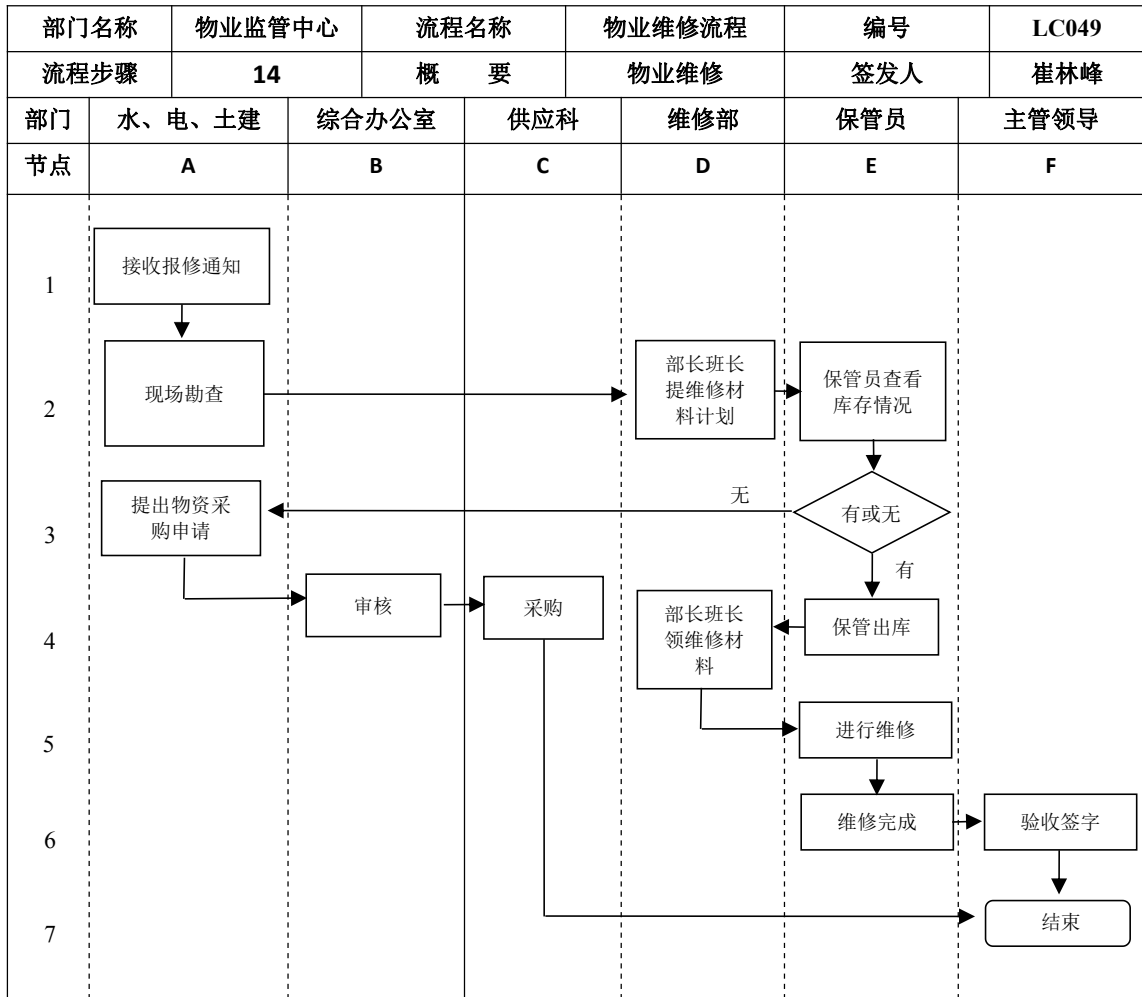 部门名称 物业监管中心 流程名称 物业维修流程 编号 LC049
流程步骤 14 概 要 物业维修 签发人 崔林峰
部门 水、电、土建 综合办公室 供应科 维修部 保管员 主管领导
节点 A B C D E F
1
接收报修通知
2
现场勘查
部长班长
提维修材
料计划
保管员查看
库存情况
3
提出物资采
购申请
无
有或无
有
4
审核
采购
部长班长
领维修材
料
保管出库
5
进行维修
6
维修完成
验收签字
7
结束